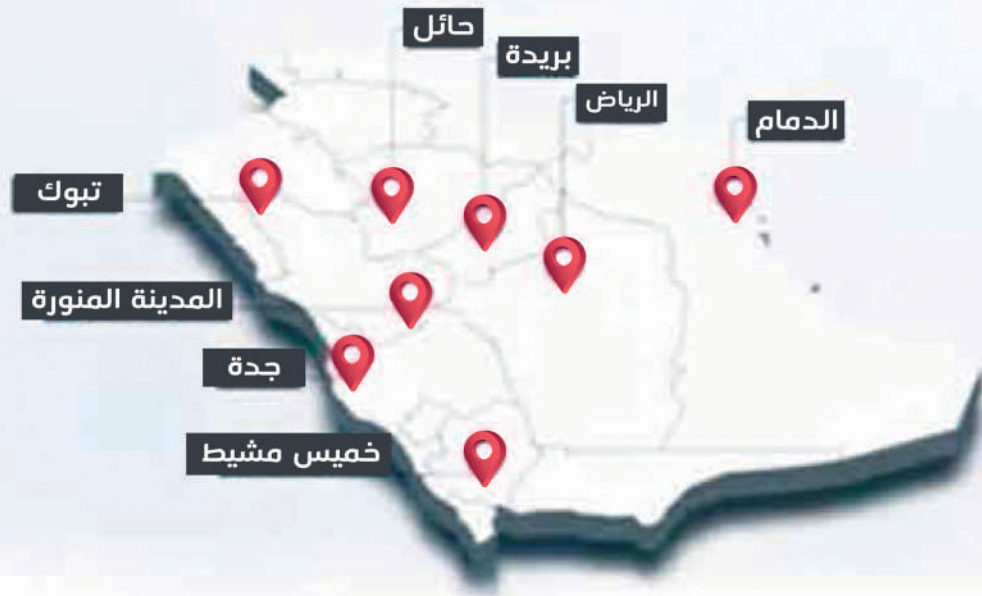 حائل
بريدة
الرياض
الدمام
تبوك
المدينة المنورة
جدة
خميس مشيط